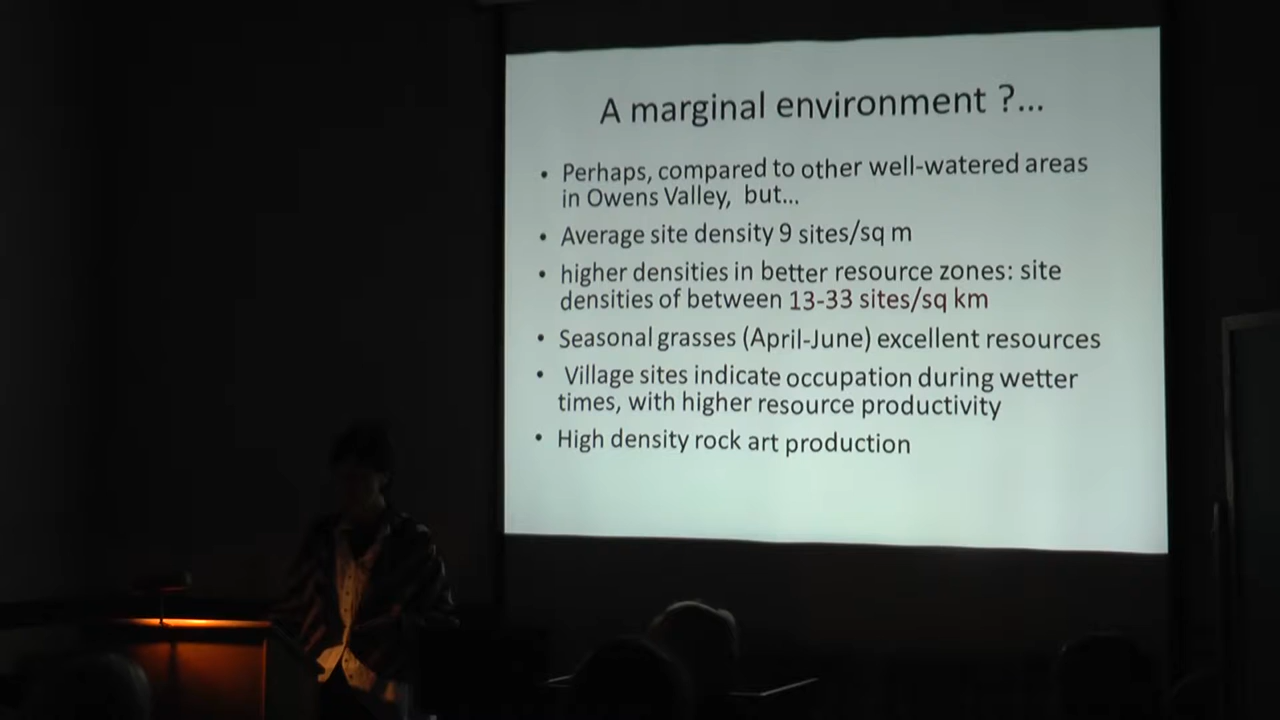 A marginal environment ?...
• Perhaps, compared to other well-watered areas
in Owens Valley, but...
• Average site density 9 sites/sq m
• higher densities in better resource zones: site
densities of between 13-33 sites/sq km
• Seasonal grasses (April-June) excellent resources
• Village sites indicate occupation during wetter
times, with higher resource productivity
• High density rock art production